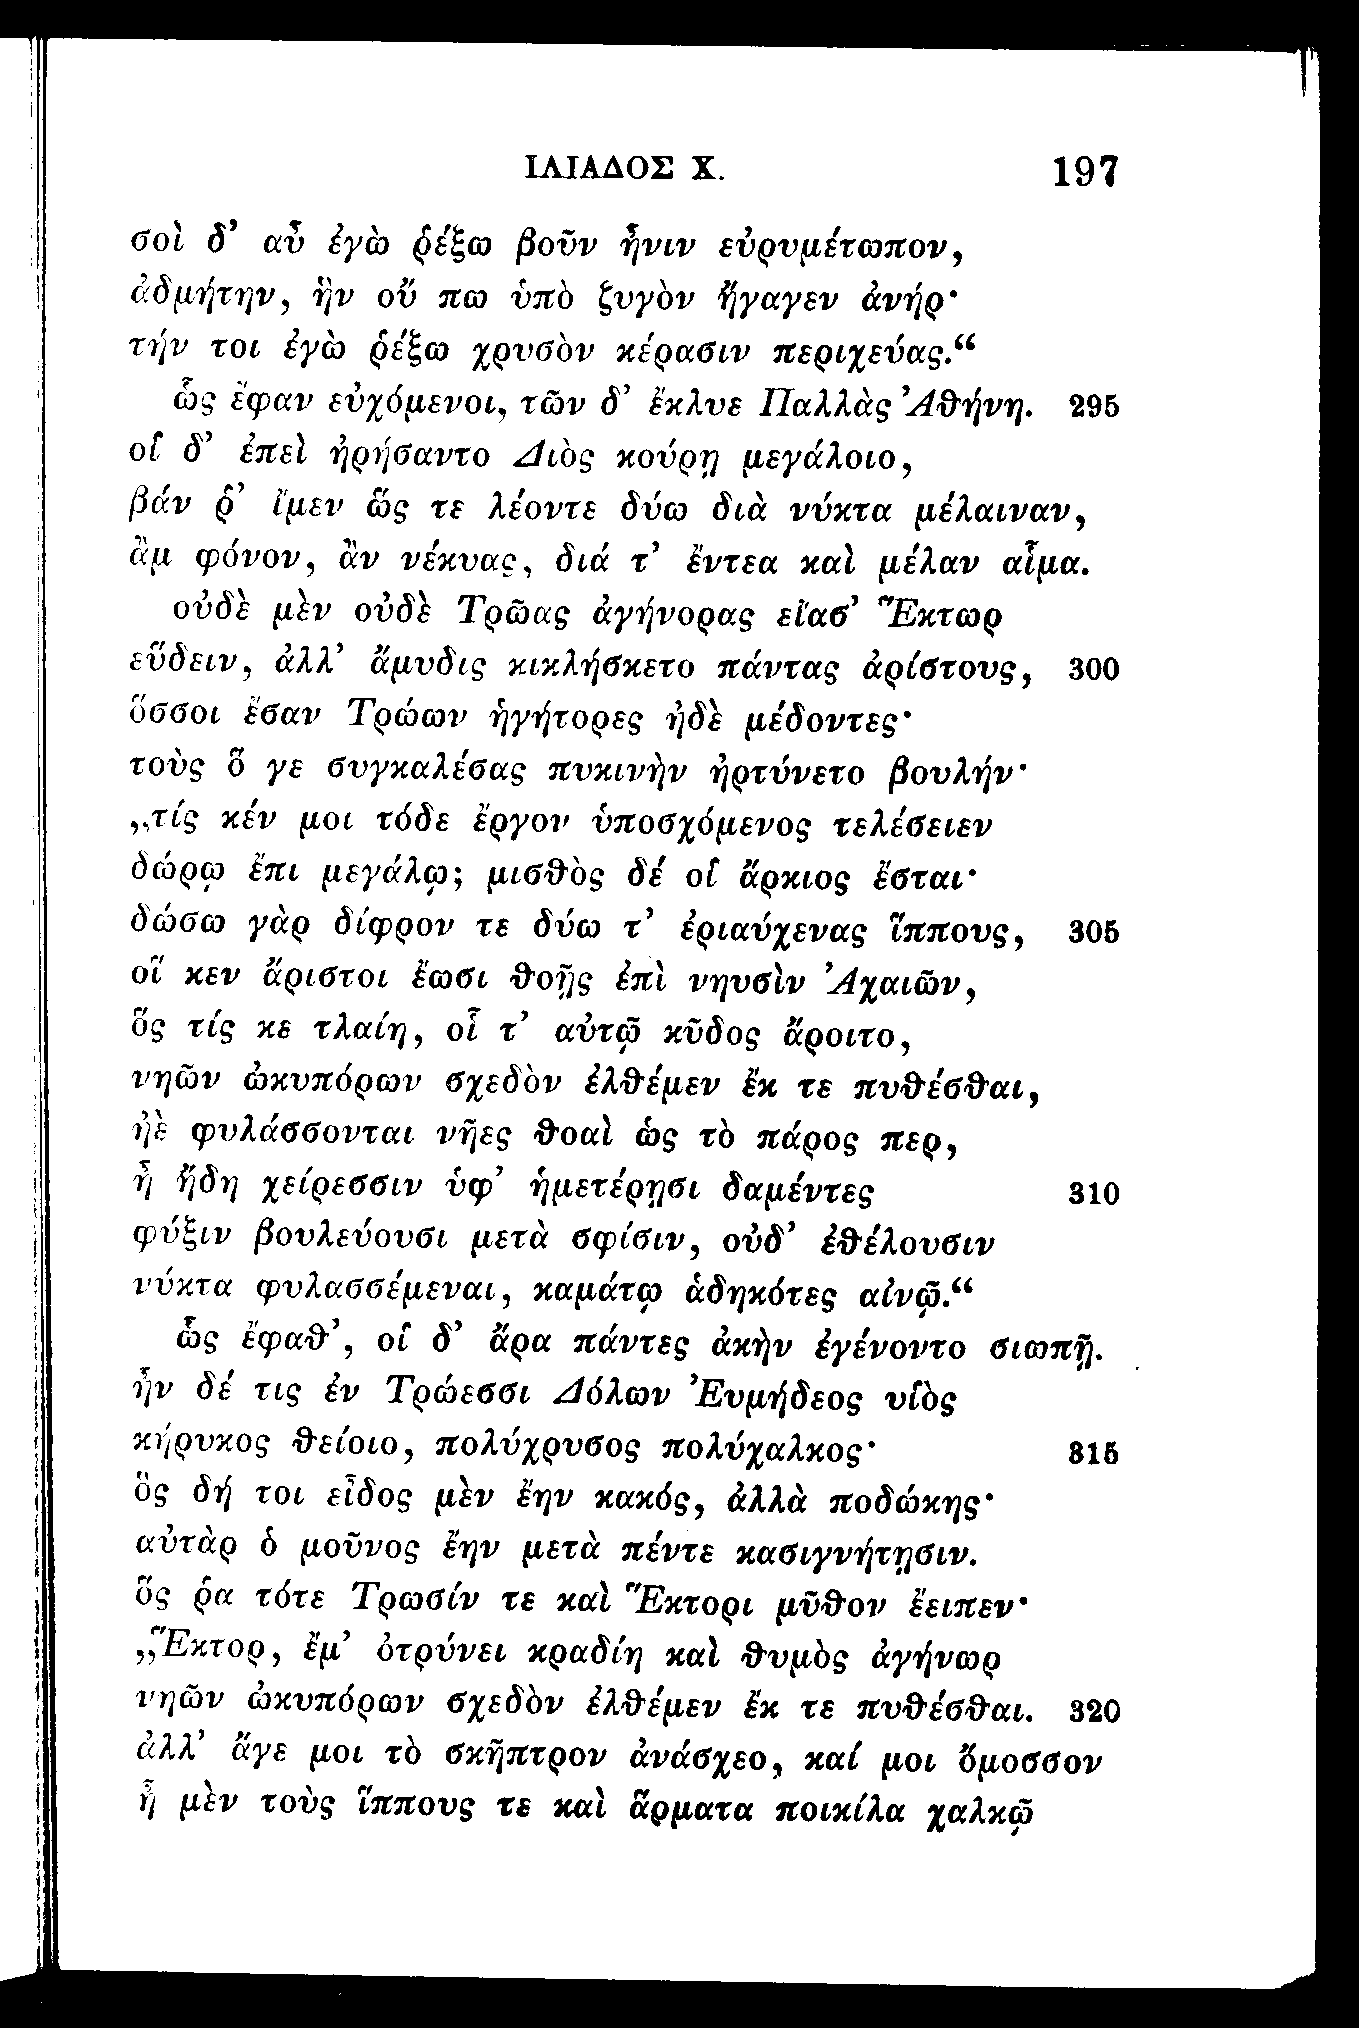 ΙΛΙΑΔΟΣ Χ. 197
σοὶ δ’ αὖ ἐγὼ ῥέξω βοῦν ἦνιν εὐρυμέτωπον,
ἀδμήτην, ἣν οὔ πω ὑπὸ ζυγὸν ἤγαγεν ἀνήρ·
τήν τοι ἐγὼ ῥέξω χρυσὸν κέρασιν περιχεύας.“
ὣς ἔφαν εὐχόμενοι, τῶν δ’ ἔκλυε Παλλὰς Ἀθήνη. 295
οἳ δ’ ἐπεὶ ἠρήσαντο Διὸς κούρῃ μεγάλοιο,
βάν ῥ’ ἴμεν ὥς τε λέοντε δύω διὰ νύκτα μέλαιναν,
ἂμ φόνον, ἂν νέκυας, διά τ’ ἔντεα καὶ μέλαν αἷμα.
οὐδὲ μὲν οὐδὲ Τρῶας ἀγήνορας εἴασ’ Ἕκτωρ
εὕδειν, ἀλλ’ ἄμυδις κικλήσκετο πάντας ἀρίστους, 300
ὅσσοι ἔσαν Τρώων ἡγήτορες ἠδὲ μέδοντες·
τοὺς ὅ γε συγκαλέσας πυκινὴν ἠρτύνετο βουλήν·
„τίς κέν μοι τόδε ἔργον ὑποσχόμενος τελέσειεν
δώρῳ ἔπι μεγάλῳ; μισθὸς δέ οἱ ἄρκιος ἔσται·
δώσω γὰρ δίφρον τε δύω τ’ ἐριαύχενας ἵππους, 305
οἵ κεν ἄριστοι ἔωσι θοῇς ἐπὶ νηυσὶν Ἀχαιῶν,
ὅς τίς κε τλαίη, οἷ τ’ αὐτῷ κῦδος ἄροιτο,
νηῶν ὠκυπόρων σχεδὸν ἐλθέμεν ἔκ τε πυθέσθαι,
ἠὲ φυλάσσονται νῆες θοαὶ ὡς τὸ πάρος περ,
ἦ ἤδη χείρεσσιν ὑφ’ ἡμετέρῃσι δαμέντες 310
φύξιν βουλεύουσι μετὰ σφίσιν, οὐδ’ ἐθέλουσιν
νύκτα φυλασσέμεναι, καμάτῳ ἁδηκότες αἰνῷ.“
ὣς ἔφαθ’, οἳ δ’ ἄρα πάντες ἀκὴν ἐγένοντο σιωπῇ.
ἦν δέ τις ἐν Τρώεσσι Δόλων Ἐυμήδεος υἱὸς
κήρυκος θείοιο, πολύχρυσος πολύχαλκος· 315
ὃς δή τοι εἶδος μὲν ἔην κακός, ἀλλὰ ποδώκης·
αὐτὰρ ὁ μοῦνος ἔην μετὰ πέντε κασιγνήτῃσιν.
ὅς ῥα τότε Τρωσίν τε καὶ Ἕκτορι μῦθον ἔειπεν·
„Ἕκτορ, ἔμ’ ὀτρύνει κραδίη καὶ θυμὸς ἀγήνωρ
νηῶν ὠκυπόρων σχεδὸν ἐλθέμεν ἔκ τε πυθέσθαι. 320
ἀλλ’ ἄγε μοι τὸ σκῆπτρον ἀνάσχεο, καί μοι ὄμοσσον
ἦ μὲν τοὺς ἵππους τε καὶ ἅρματα ποικίλα χαλκῷ